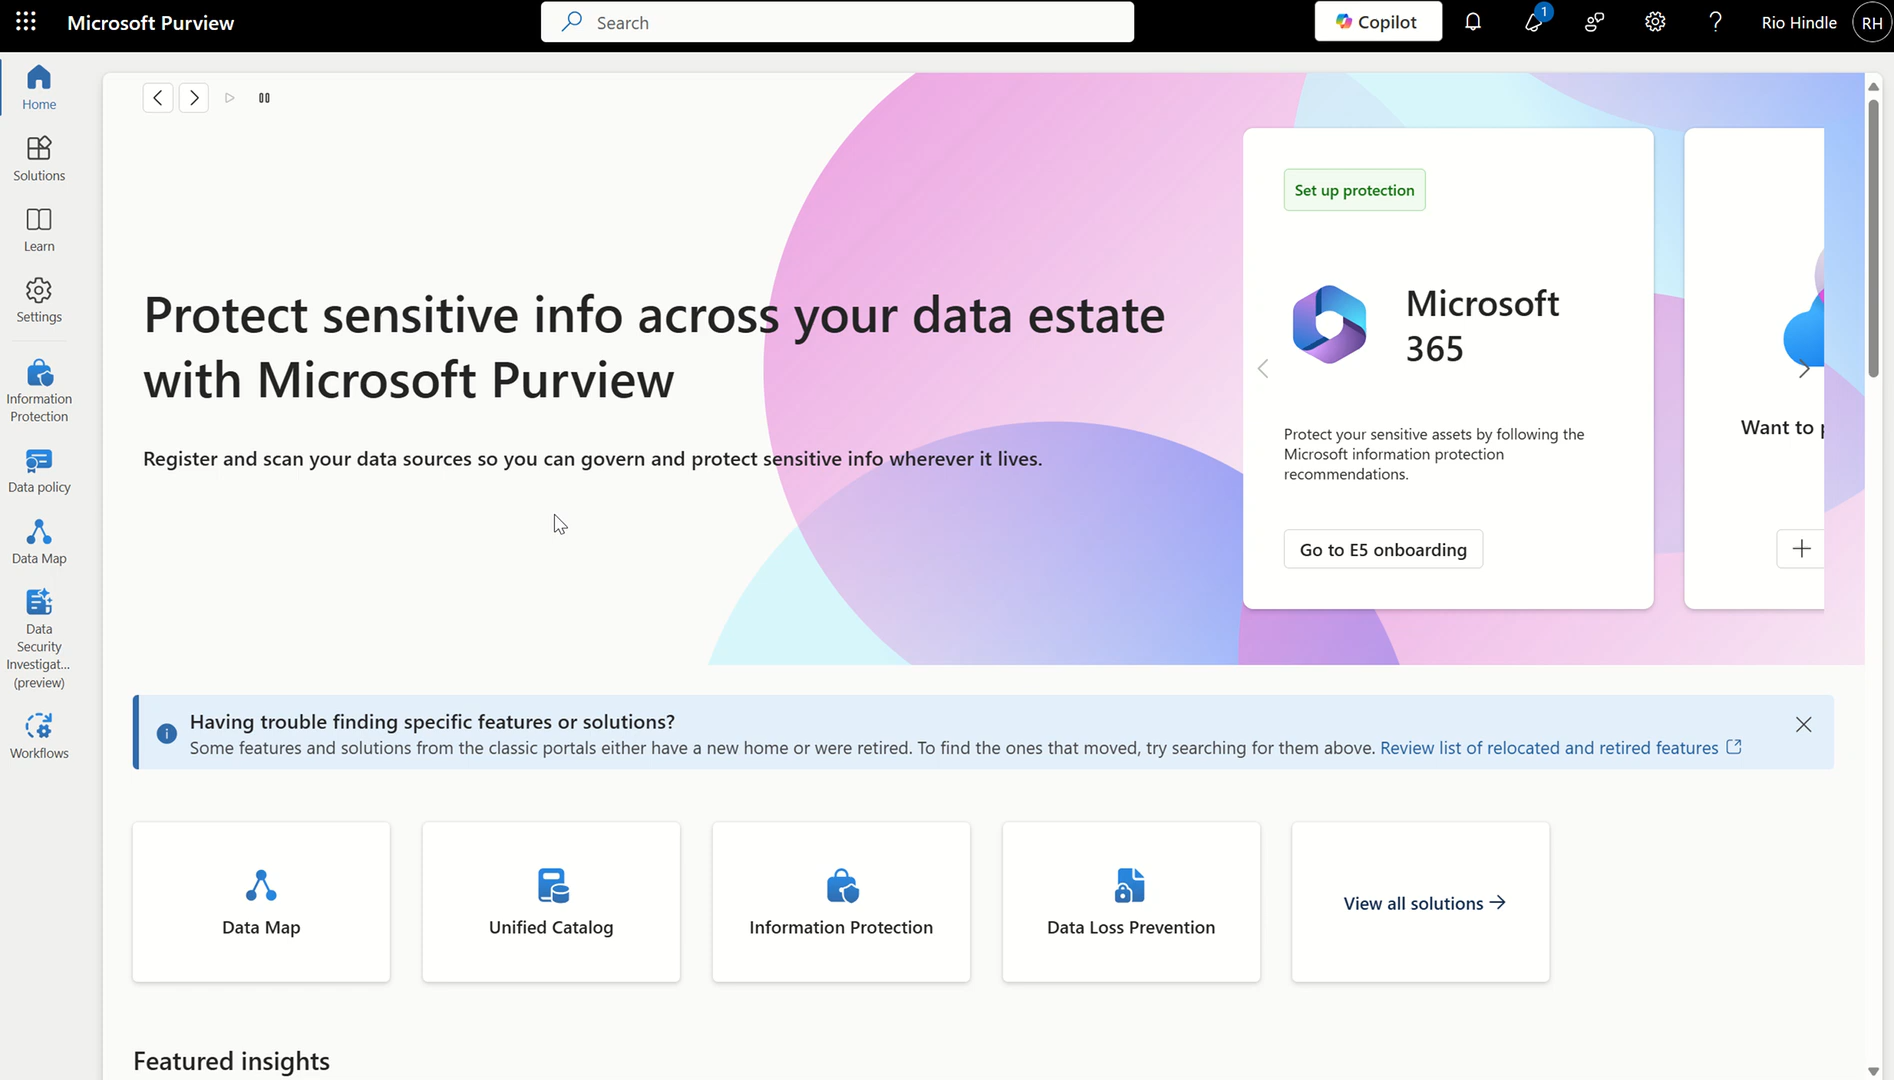 Microsoft Purview
Search
Copilot
1
Rio Hindle
RH
Home
Solutions
Learn
Settings
Information
Protection
Data policy
Data Map
Data
Security
Investigat...
(preview)
Workflows
Protect sensitive info across your data estate
with Microsoft Purview
Register and scan your data sources so you can govern and protect sensitive info wherever it lives.
Set up protection
Microsoft
365
Protect your sensitive assets by following the
Microsoft information protection
recommendations.
Go to E5 onboarding
Want to
Having trouble finding specific features or solutions?
Some features and solutions from the classic portals either have a new home or were retired. To find the ones that moved, try searching for them above. Review list of relocated and retired features
Data Map
Unified Catalog
Information Protection
Data Loss Prevention
View all solutions →
Featured insights